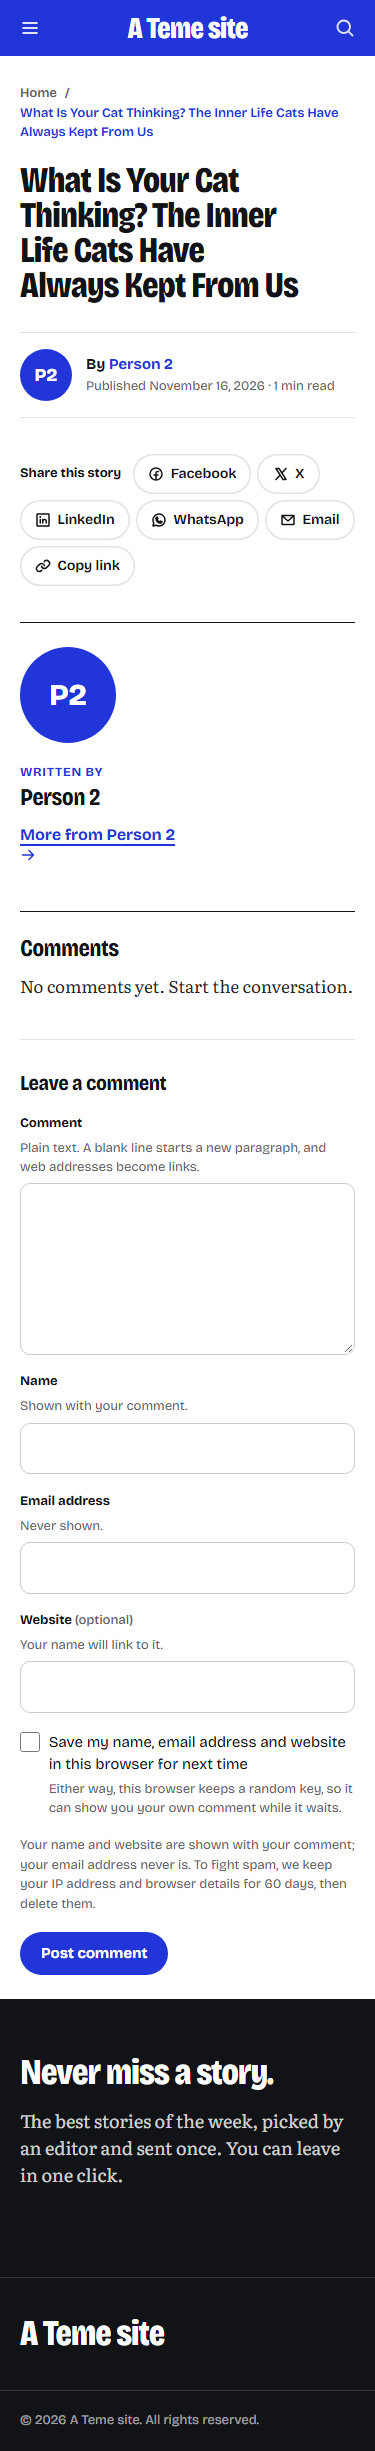 A Teme site
Home /
What Is Your Cat Thinking? The Inner Life Cats Have
Always Kept From Us
What Is Your Cat
Thinking? The Inner
Life Cats Have
Always Kept From Us
P2
By Person 2
Published November 16, 2026 · 1 min read
Share this story
Facebook
X
LinkedIn
WhatsApp
Email
Copy link
P2
WRITTEN BY
Person 2
More from Person 2
→
Comments
No comments yet. Start the conversation.
Leave a comment
Comment
Plain text. A blank line starts a new paragraph, and
web addresses become links.
Name
Shown with your comment.
Email address
Never shown.
Website (optional)
Your name will link to it.
Save my name, email address and website
in this browser for next time
Either way, this browser keeps a random key, so it
can show you your own comment while it waits.
Your name and website are shown with your comment;
your email address never is. To fight spam, we keep
your IP address and browser details for 60 days, then
delete them.
Post comment
Never miss a story.
The best stories of the week, picked by
an editor and sent once. You can leave
in one click.
A Teme site
© 2026 A Teme site. All rights reserved.